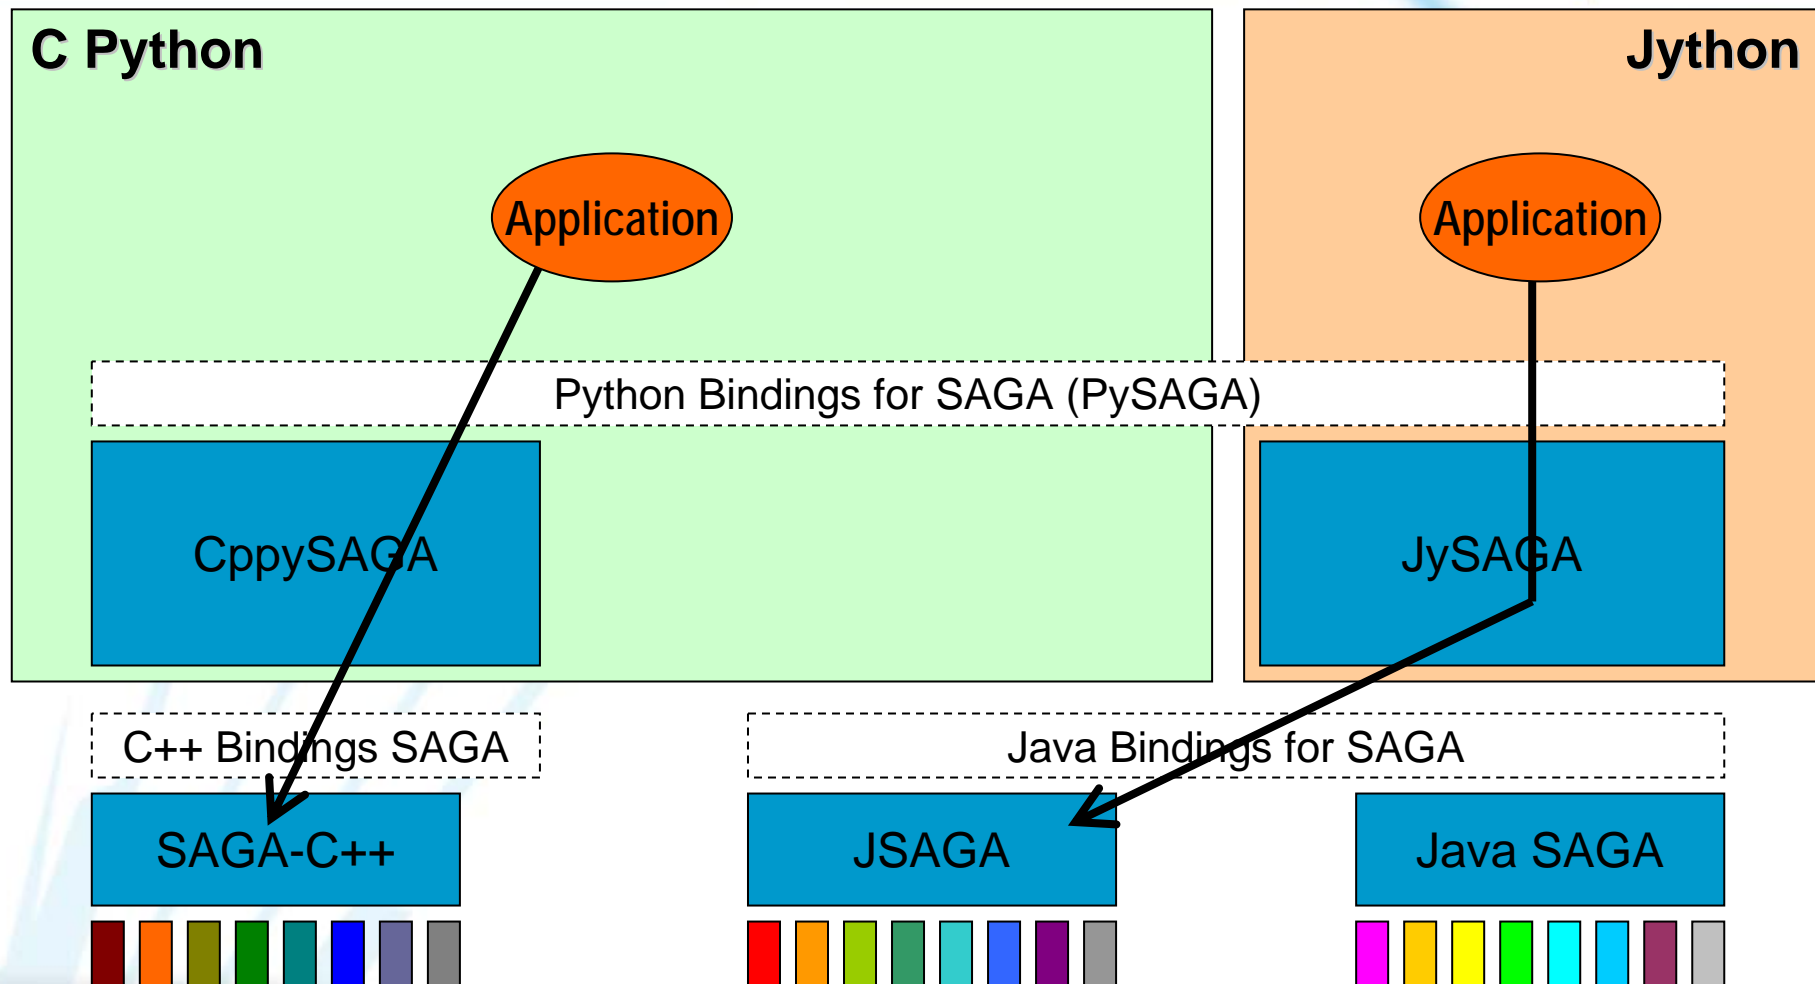 C Python
Jython
Application
Application
Python Bindings for SAGA (PySAGA)
CppySAGA
JySAGA
C++ Bindings SAGA
Java Bindings for SAGA
SAGA-C++
JSAGA
Java SAGA